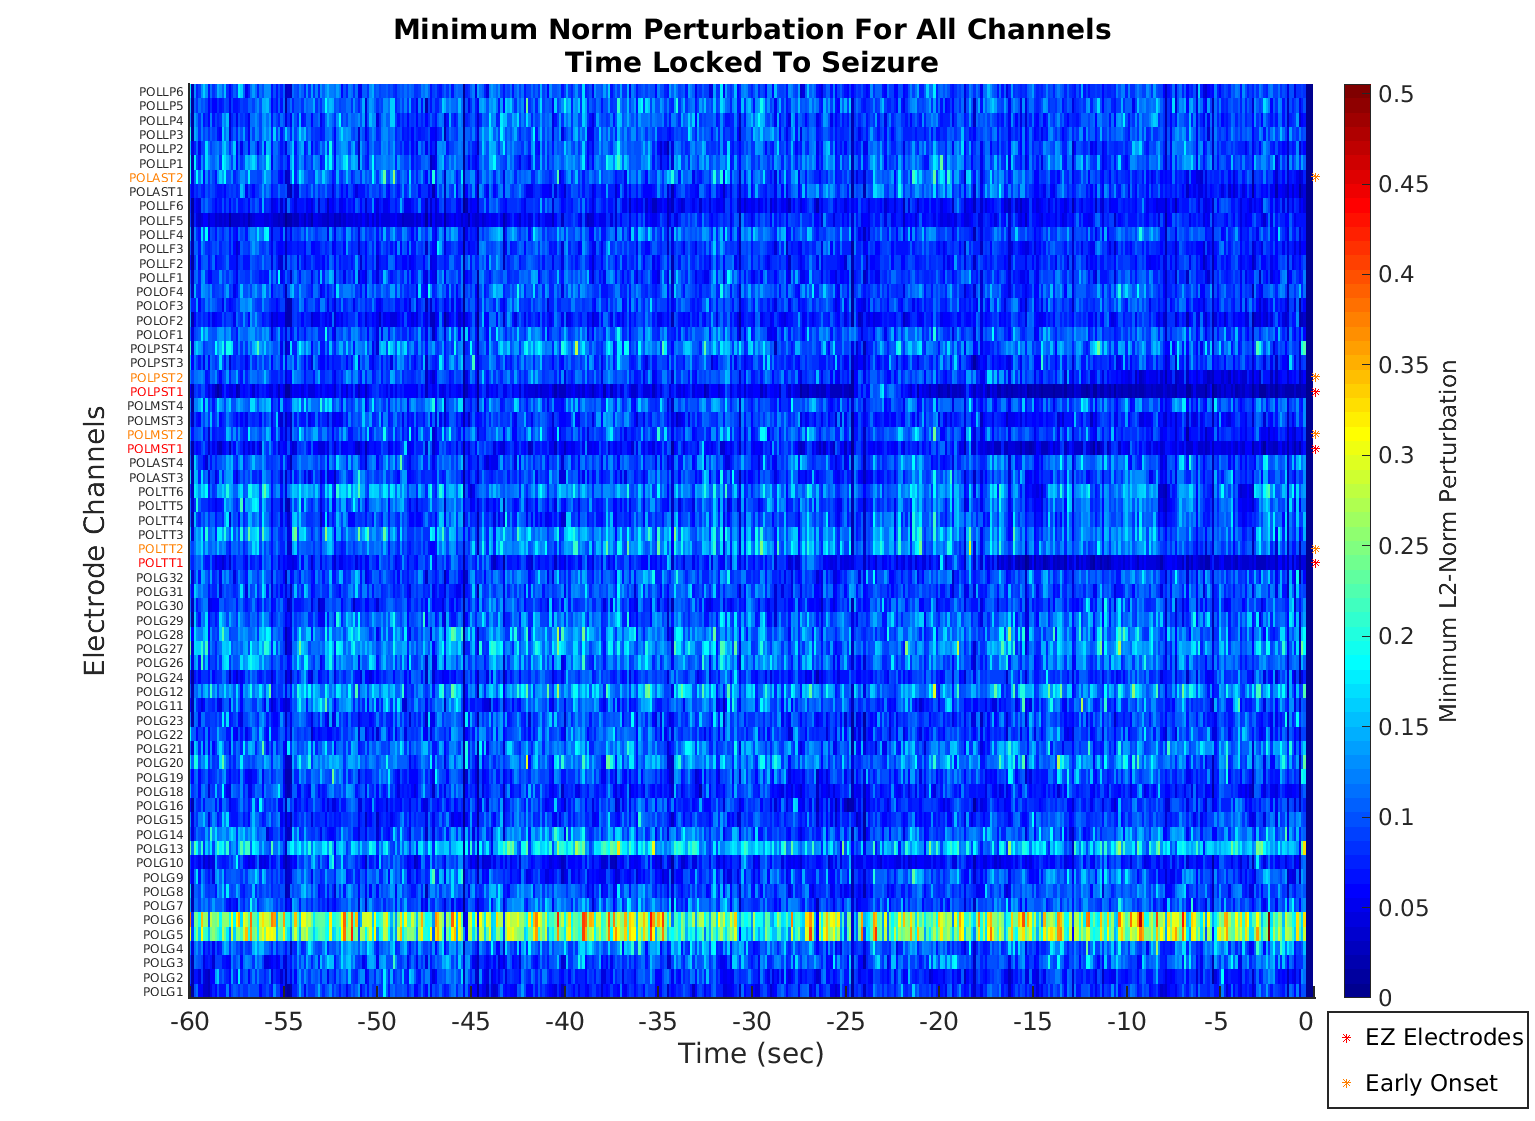 Minimum Norm Perturbation For All Channels
Time Locked To Seizure
Electrode Channels
POLLP6
POLLP5
POLLP4
POLLP3
POLLP2
POLLP1
POLAST2
POLAST1
POLLF6
POLLF5
POLLF4
POLLF3
POLLF2
POLLF1
POLOF4
POLOF3
POLOF2
POLOF1
POLPST4
POLPST3
POLPST2
POLPST1
POLMST4
POLMST3
POLMST2
POLMST1
POLAST4
POLAST3
POLTT6
POLTT5
POLTT4
POLTT3
POLTT2
POLTT1
POLG32
POLG31
POLG30
POLG29
POLG28
POLG27
POLG26
POLG24
POLG12
POLG11
POLG23
POLG22
POLG21
POLG20
POLG19
POLG18
POLG16
POLG15
POLG14
POLG13
POLG10
POLG9
POLG8
POLG7
POLG6
POLG5
POLG4
POLG3
POLG2
POLG1
-60 -55 -50 -45 -40 -35 -30 -25 -20 -15 -10 -5 0
Time (sec)
0.5
0.45
0.4
0.35
0.3
0.25
0.2
0.15
0.1
0.05
0
Minimum L2-Norm Perturbation
EZ Electrodes
Early Onset